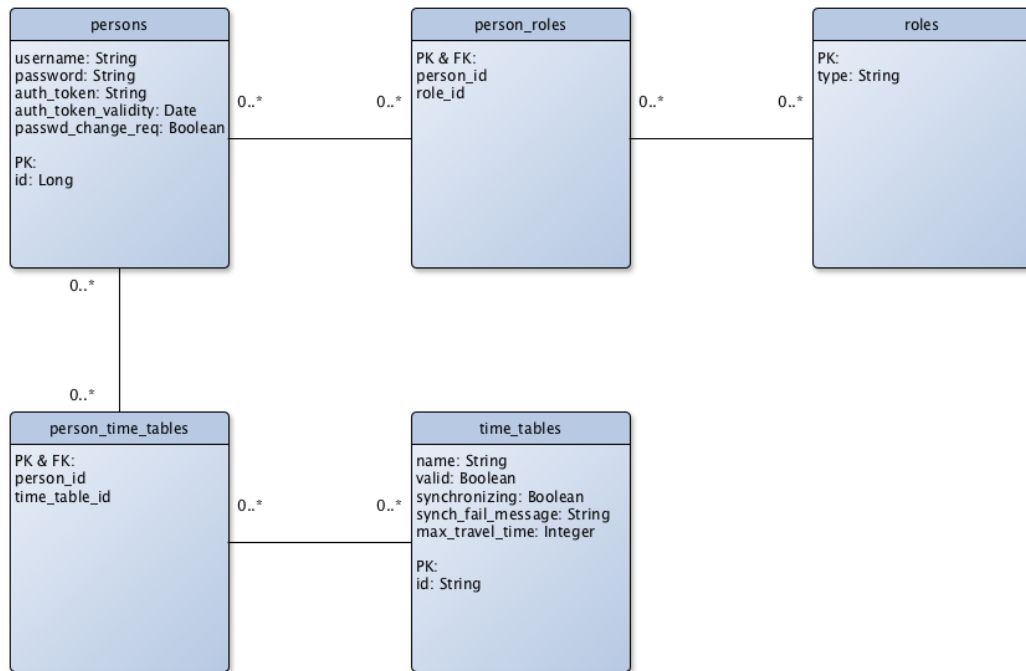 persons
username: String
password: String
auth_token: String
auth_token_validity: Date
passwd_change_req: Boolean
PK:
id: Long
0..*
0..*
person_roles
PK & FK:
person_id
role_id
0..*
0..*
roles
PK:
type: String
0..*
0..*
person_time_tables
PK & FK:
person_id
time_table_id
0..*
0..*
time_tables
name: String
valid: Boolean
synchronizing: Boolean
synch_fail_message: String
max_travel_time: Integer
PK:
id: String